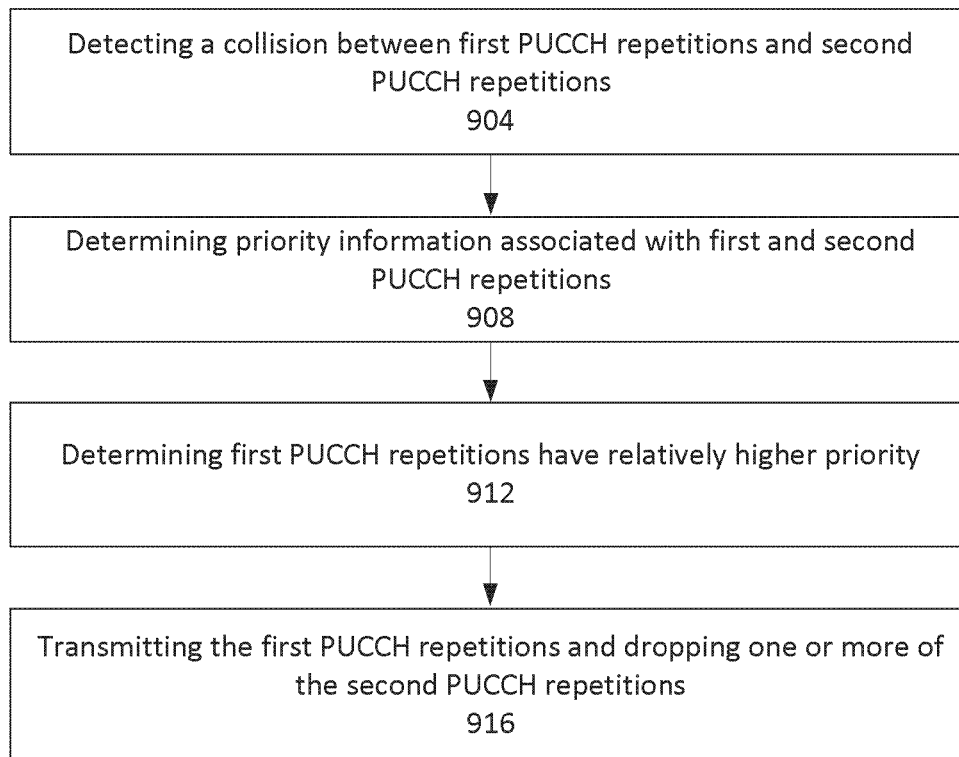 Detecting a collision between first PUCCH repetitions and second
PUCCH repetitions
904
Determining priority information associated with first and second
PUCCH repetitions
908
Determining first PUCCH repetitions have relatively higher priority
912
Transmitting the first PUCCH repetitions and dropping one or more of
the second PUCCH repetitions
916